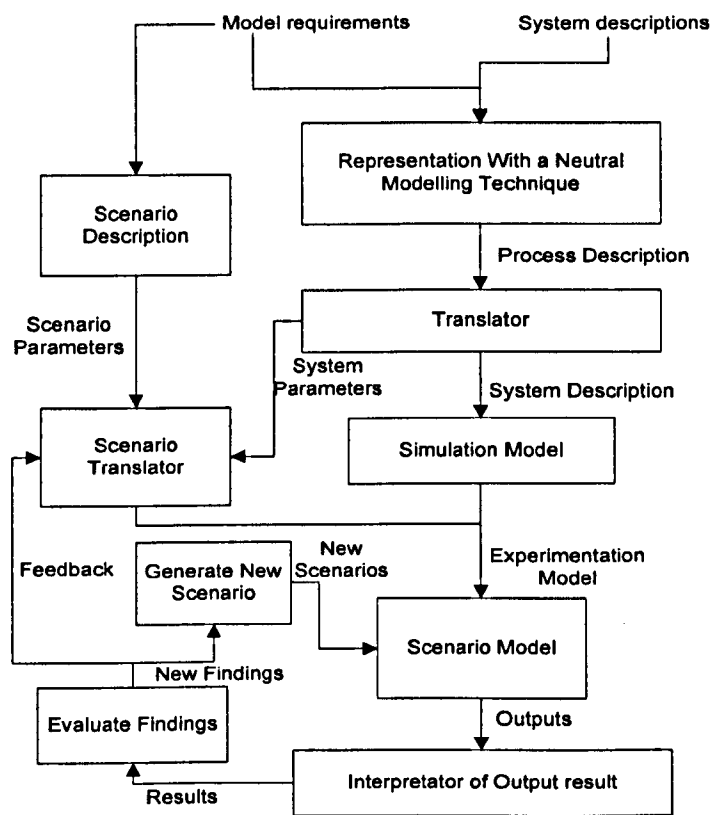 Model requirements
System descriptions
Representation With a Neutral
Modelling Technique
Scenario
Description
Process Description
Scenario
Parameters
Translator
System
Parameters
System Description
Scenario
Translator
Simulation Model
Feedback
Generate New
Scenario
New
Scenarios
Experimentation
Model
Scenario Model
New Findings
Evaluate Findings
Outputs
Results
Interpretator of Output result